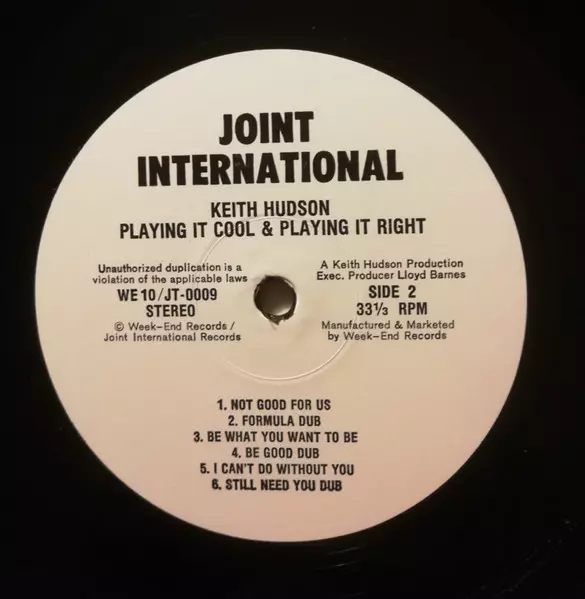 JOINT
INTERNATIONAL
KEITH HUDSON
PLAYING IT COOL & PLAYING IT RIGHT
Unauthorized duplication is a
violation of the applicable laws
WE 10/JT-0009
STEREO
© Week-End Records /
Joint International Records
A Keith Hudson Production
Exec. Producer Lloyd Barnes
SIDE 2
33⅓ RPM
Manufactured & Marketed
by Week-End Records
1. NOT GOOD FOR US
2. FORMULA DUB
3. BE WHAT YOU WANT TO BE
4. BE GOOD DUB
5. I CAN'T DO WITHOUT YOU
6. STILL NEED YOU DUB